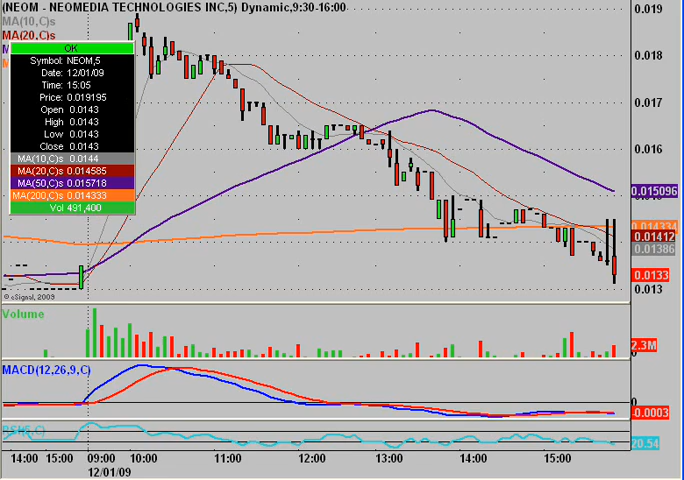 (NEOM - NEOMEDIA TECHNOLOGIES INC,5) Dynamic,9:30-16:00
MA(10,C)s
MA(20,C)s
OK
Symbol: NEOM,5
Date: 12/01/09
Time: 15:05
Price: 0.019195
Open 0.0143
High 0.0143
Low 0.0143
Close 0.0143
MA(10,C)s 0.0144
MA(20,C)s 0.014585
MA(50,C)s 0.015718
MA(200,C)s 0.014333
Vol 491,400
0.019
0.018
0.017
0.016
0.015096
0.014334
0.01412
0.01386
0.0133
0.013
© eSignal, 2009
Volume
2.3M
0
MACD(12,26,9,C)
0
-0.0003
20.54
14:00 15:00 09:00 10:00 11:00 12:00 13:00 14:00 15:00
12/01/09